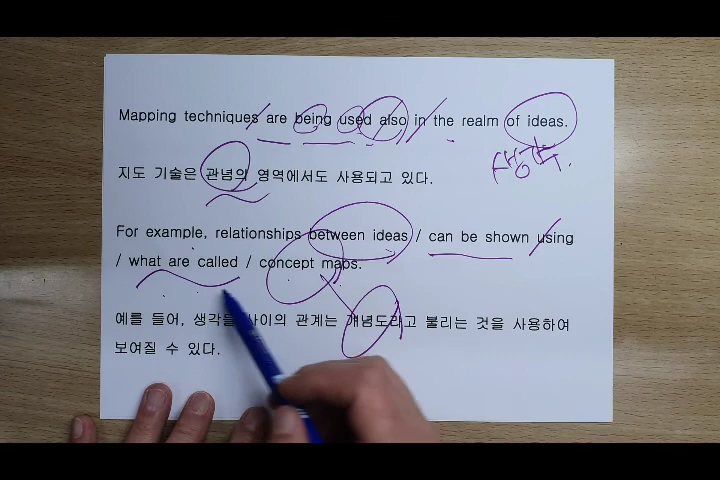 Mapping techniques / are being used also / in the realm of ideas.
생각.
지도 기술은 관념의 영역에서도 사용되고 있다.
For example, relationships between ideas / can be shown / using
/ what are called / concept maps.
예를 들어, 생각들 사이의 관계는 개념도라고 불리는 것을 사용하여
보여질 수 있다.